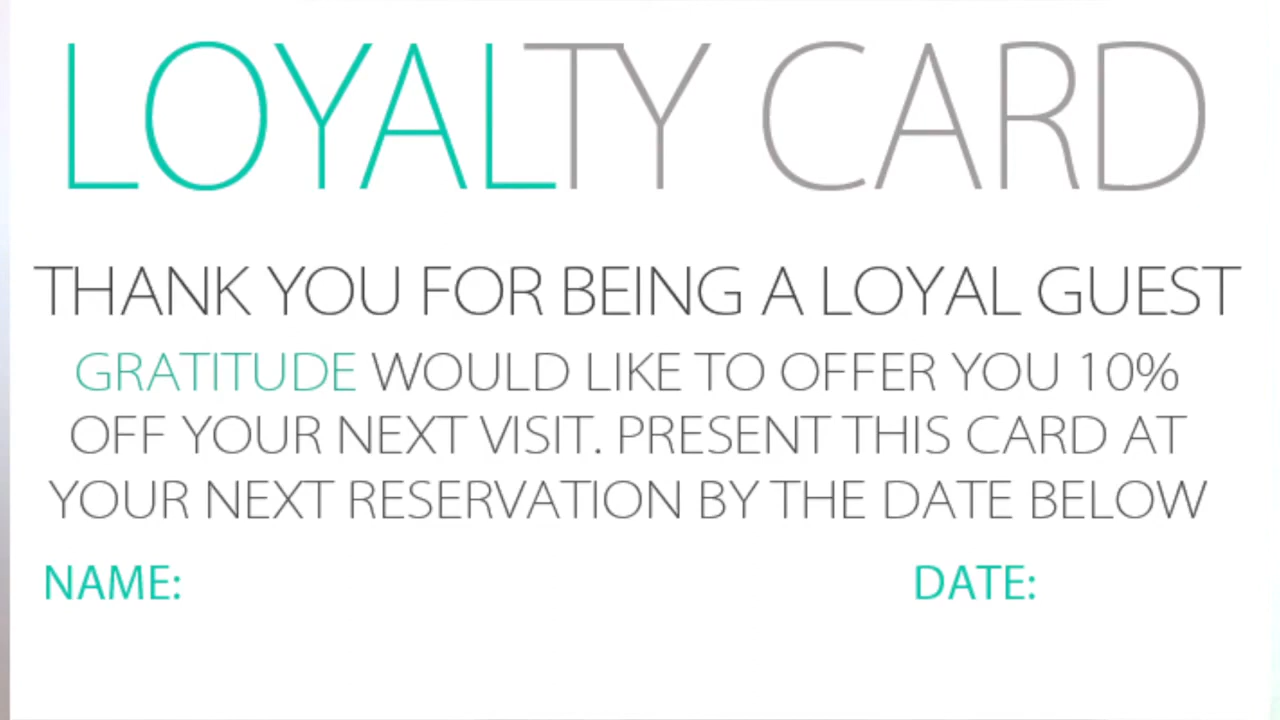 LOYALTY CARD
THANK YOU FOR BEING A LOYAL GUEST
GRATITUDE WOULD LIKE TO OFFER YOU 10%
OFF YOUR NEXT VISIT. PRESENT THIS CARD AT
YOUR NEXT RESERVATION BY THE DATE BELOW
NAME: DATE: